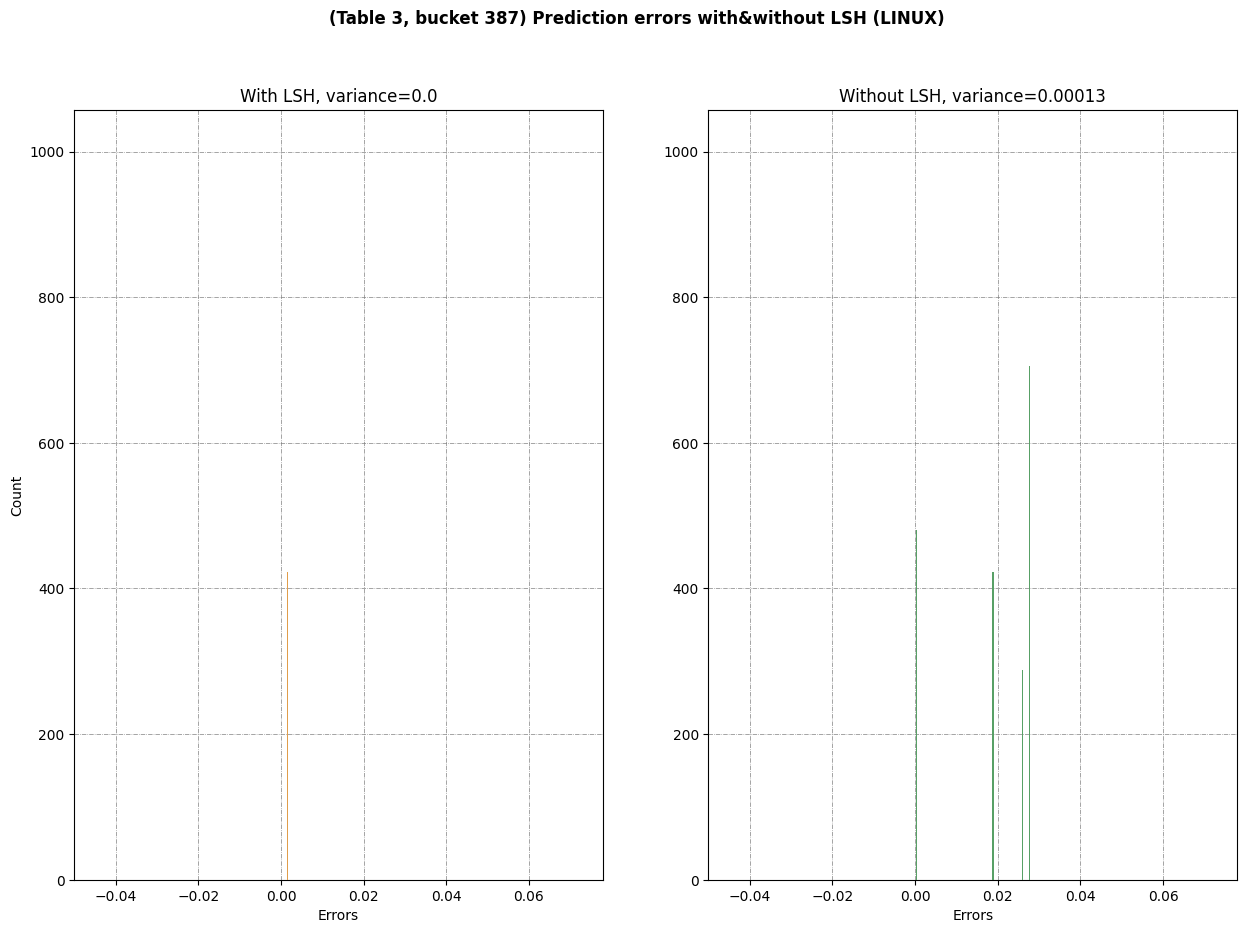 (Table 3, bucket 387) Prediction errors with&without LSH (LINUX)
With LSH, variance=0.0
1000
800
600
400
200
0
Count
−0.04 −0.02 0.00 0.02 0.04 0.06
Errors
Without LSH, variance=0.00013
1000
800
600
400
200
0
−0.04 −0.02 0.00 0.02 0.04 0.06
Errors